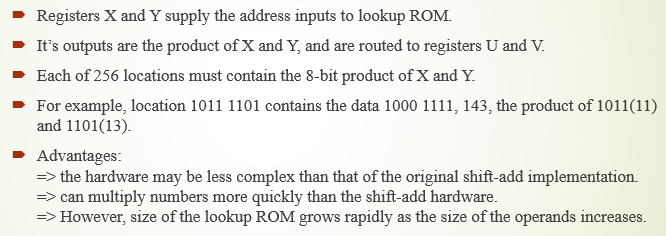 Registers X and Y supply the address inputs to lookup ROM.
It's outputs are the product of X and Y, and are routed to registers U and V.
Each of 256 locations must contain the 8-bit product of X and Y.
For example, location 1011 1101 contains the data 1000 1111, 143, the product of 1011(11)
and 1101(13).
Advantages:
=> the hardware may be less complex than that of the original shift-add implementation.
=> can multiply numbers more quickly than the shift-add hardware.
=> However, size of the lookup ROM grows rapidly as the size of the operands increases.